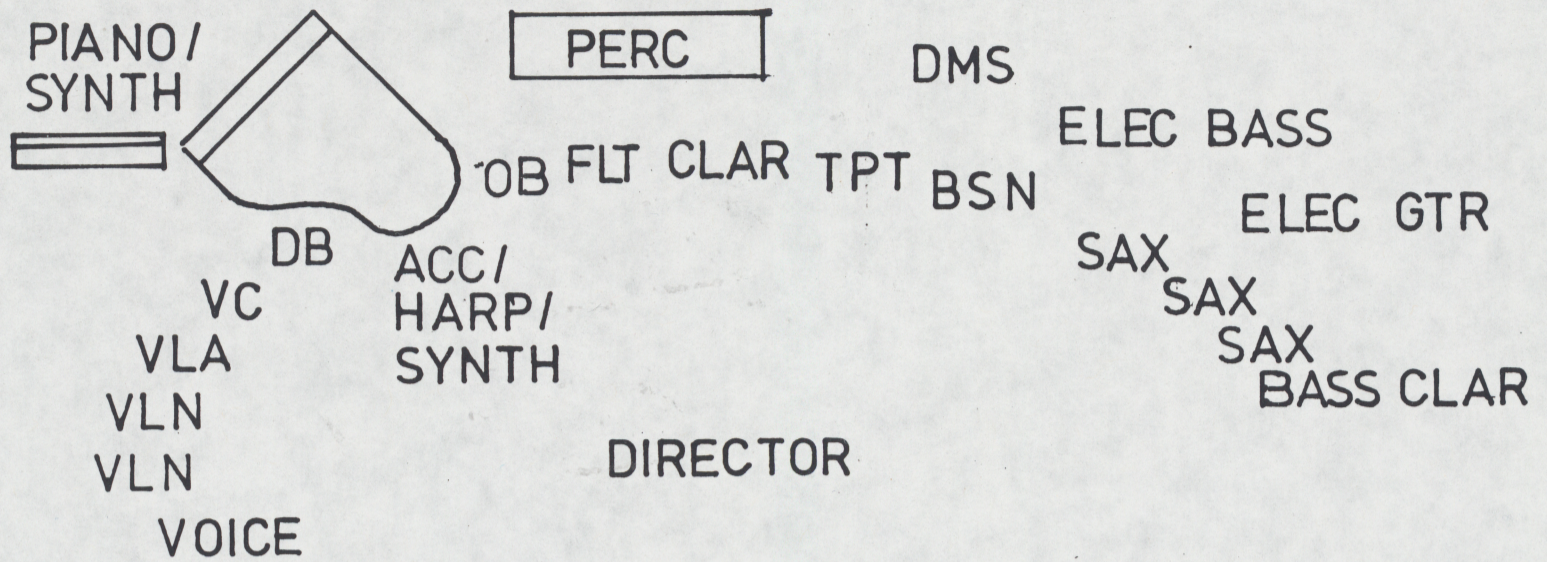 PIANO/
SYNTH
PERC
DMS
ELEC BASS
OB FLT CLAR TPT BSN
ELEC GTR
DB
ACC/
HARP/
SYNTH
SAX
SAX
SAX
BASS CLAR
VC
VLA
VLN
VLN
DIRECTOR
VOICE